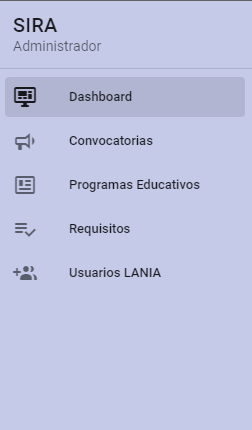 SIRA
Administrador
Dashboard
Convocatorias
Programas Educativos
Requisitos
Usuarios LANIA